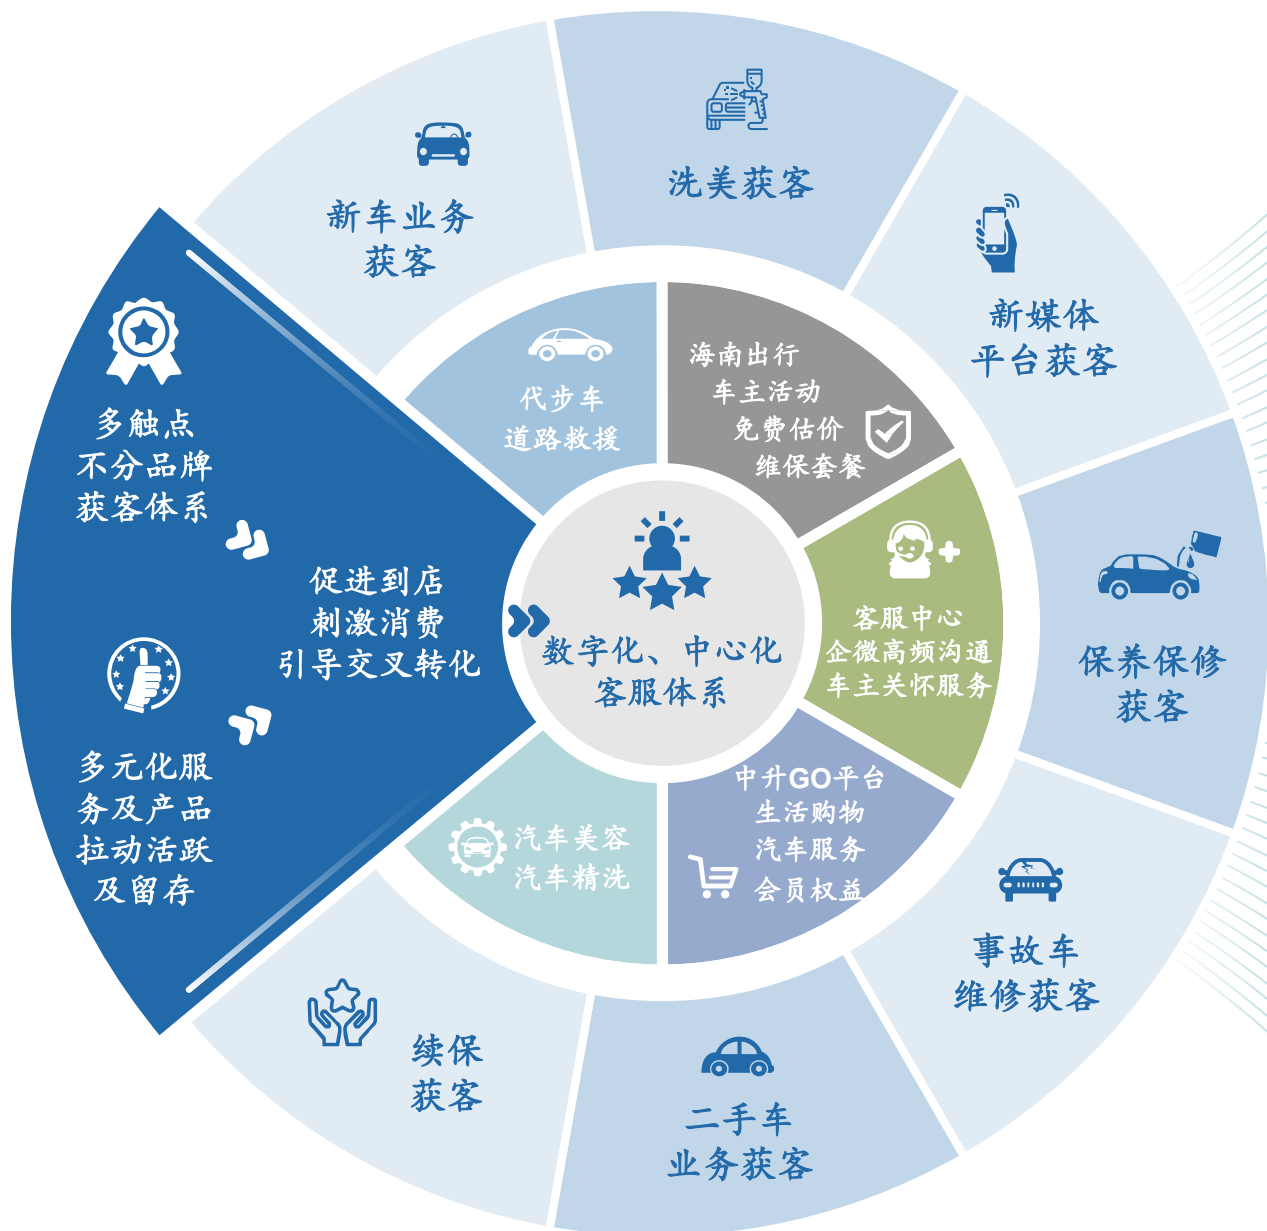 洗美获客
新车业务
获客
新媒体
平台获客
保养保修
获客
事故车
维修获客
二手车
业务获客
续保
获客
多触点
不分品牌
获客体系
多元化服
务及产品
拉动活跃
及留存
促进到店
刺激消费
引导交叉转化
代步车
道路救援
海南出行
车主活动
免费估价
维保套餐
客服中心
企微高频沟通
车主关怀服务
中升GO平台
生活购物
汽车服务
会员权益
汽车美容
汽车精洗
数字化、中心化
客服体系